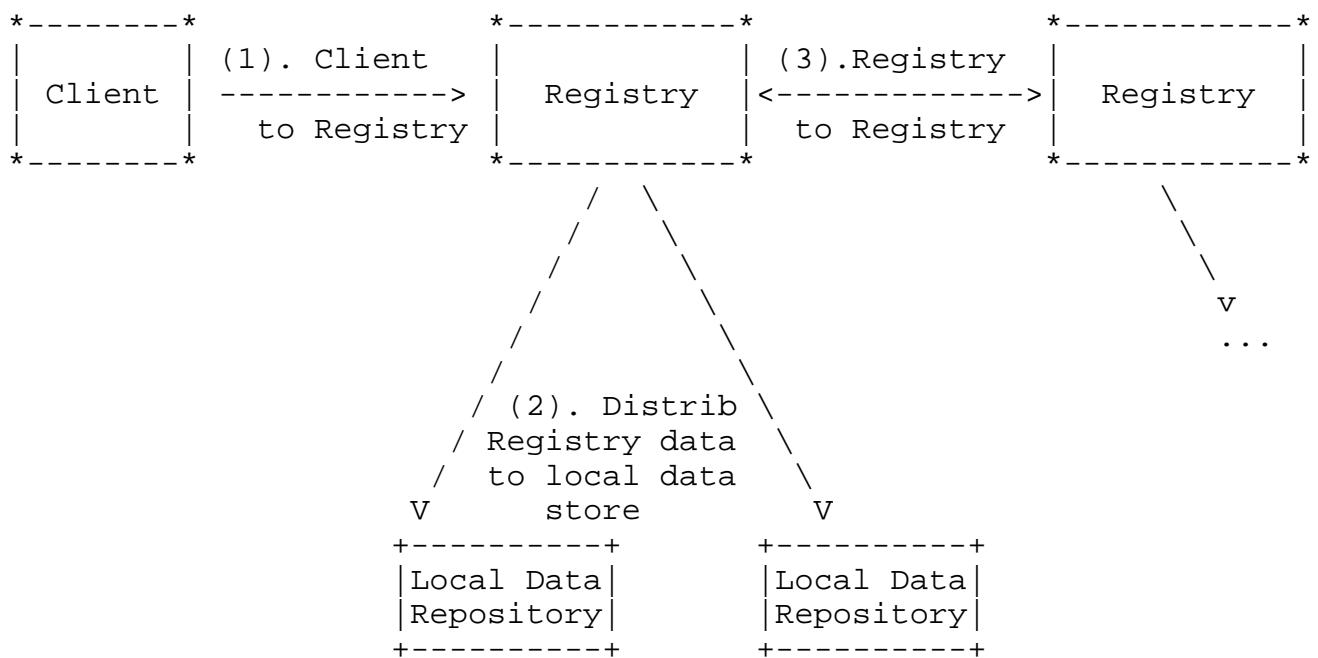 (1). Client (3).Registry
Client Registry Registry
to Registry to Registry
v
...
(2). Distrib
Registry data
to local data
V store V
Local Data Local Data
Repository Repository